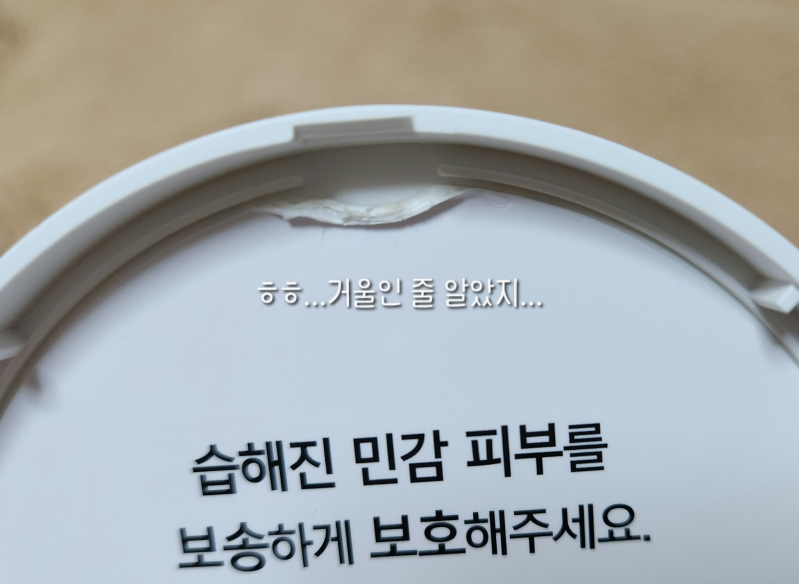 ㅎㅎ...거울인 줄 알았지...
습해진 민감 피부를
보송하게 보호해주세요.